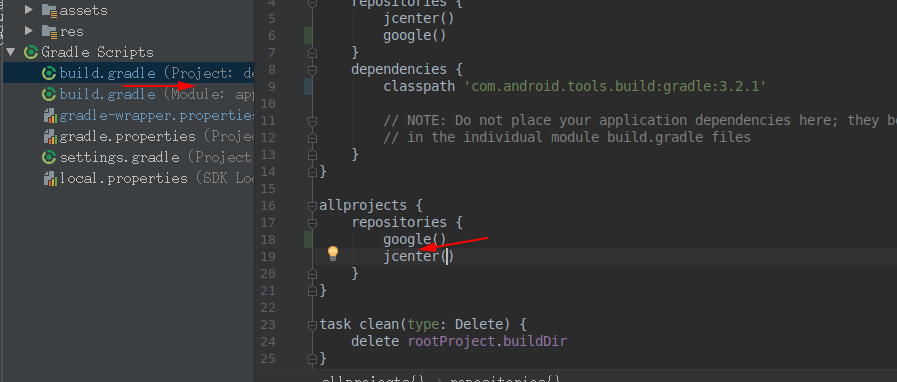 assets
res
Gradle Scripts
build.gradle (Project: de
build.gradle (Module: app
gradle-wrapper.properties
gradle.properties (Project
settings.gradle (Project
local.properties (SDK Loc
4 repositories {
5 jcenter()
6 google()
7 }
8 dependencies {
9 classpath 'com.android.tools.build:gradle:3.2.1'
10
11 // NOTE: Do not place your application dependencies here; they be
12 // in the individual module build.gradle files
13 }
14 }
15
16 allprojects {
17 repositories {
18 google()
19 jcenter()
20 }
21 }
22
23 task clean(type: Delete) {
24 delete rootProject.buildDir
25 }
allprojects{} › repositories{}